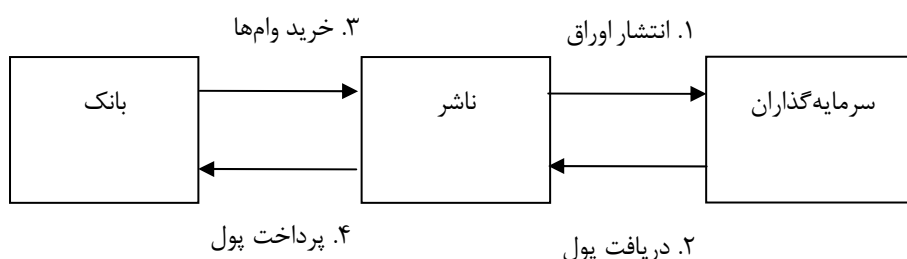 ۱. انتشار اوراق
۳. خرید وام‌ها
سرمایه‌گذاران
ناشر
بانک
۲. دریافت پول
۴. پرداخت پول